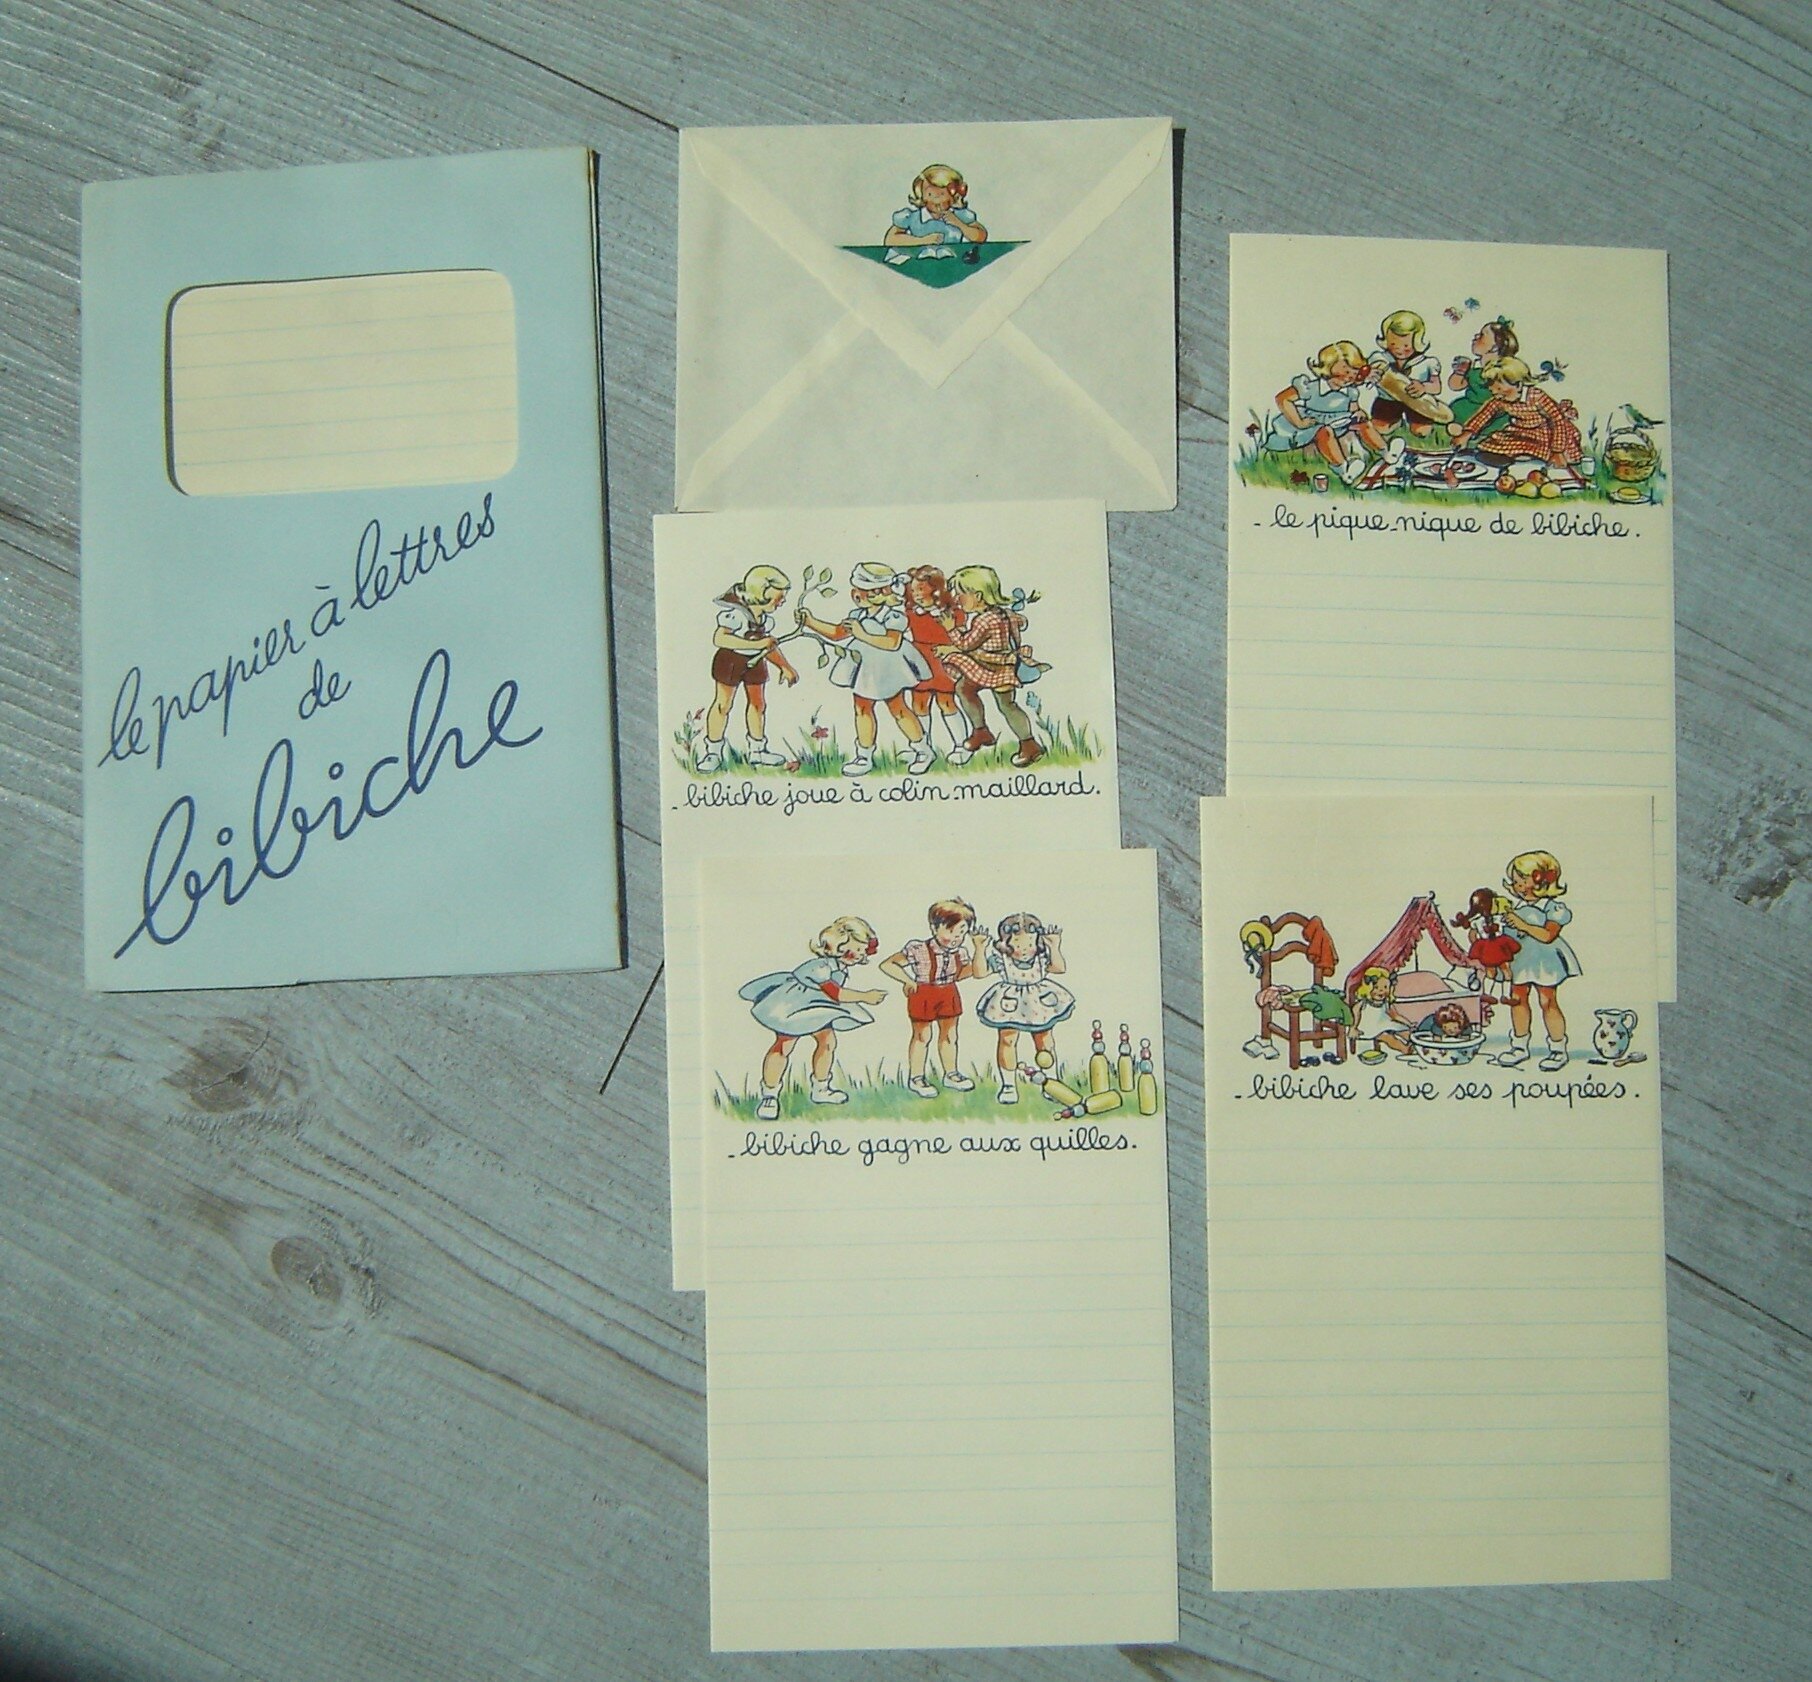 le papier à lettres
de
bibiche
- bibiche joue à colin-maillard.
- bibiche gagne aux quilles.
- le pique-nique de bibiche.
- bibiche lave ses poupées.